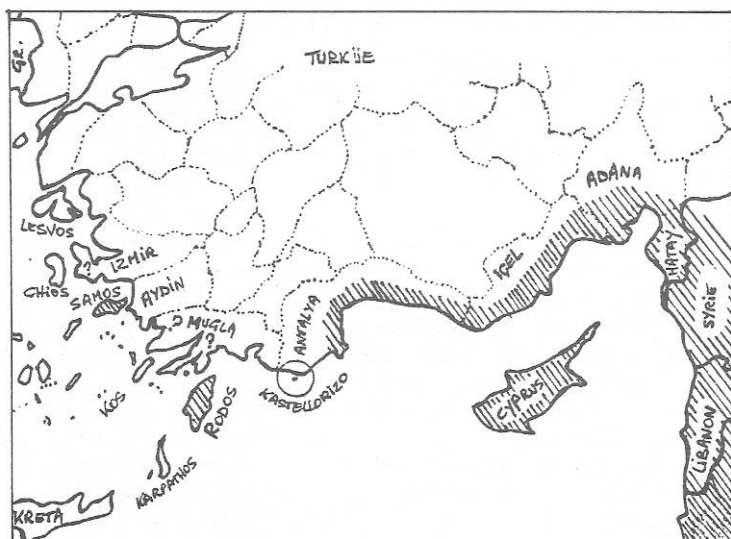 GR.
TURKÜE
ADANA
LESVOS
?
IZMIR
HATAY
CHIOS
SAMOS
AYDIN
IÇEL
SYRIE
?
MUGLA
?
ANTALYA
KOS
RODOS
KASTELLORIZO
CYPRUS
LIBANON
KARPATHOS
KRETA